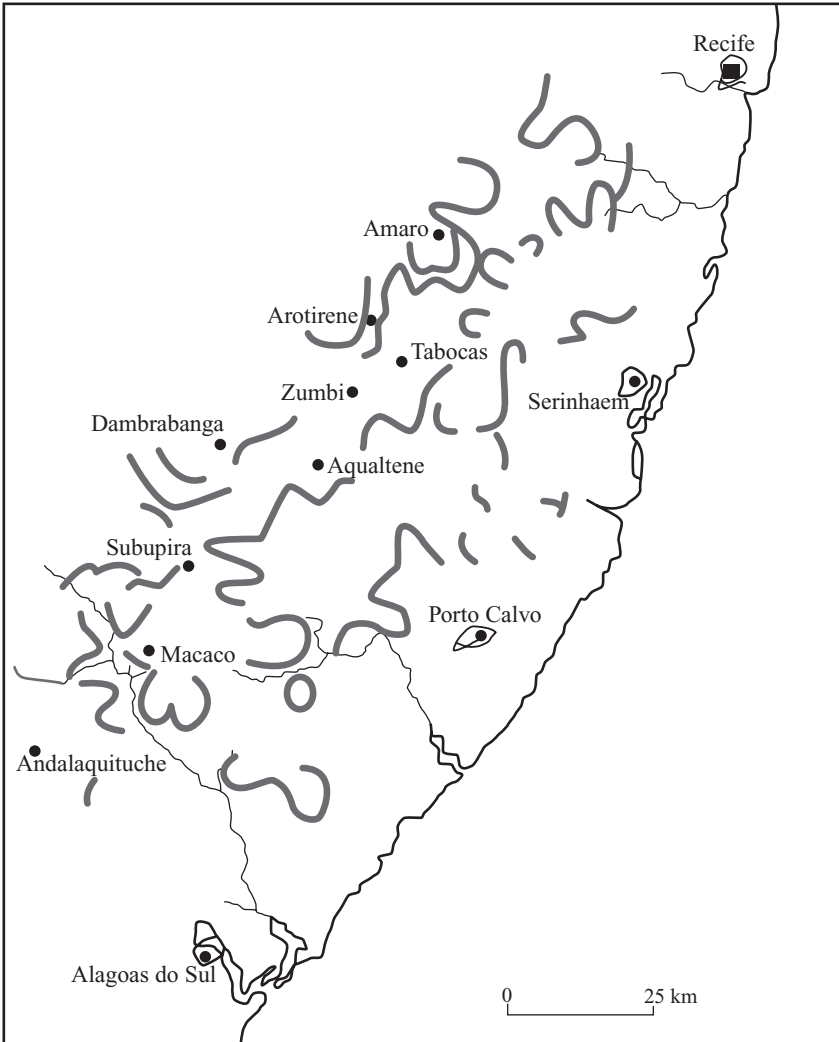 Recife
Amaro
Arotirene
Tabocas
Zumbi
Serinhaem
Dambrabanga
Aqualtene
Subupira
Porto Calvo
Macaco
Andalaquituche
Alagoas do Sul
0 25 km